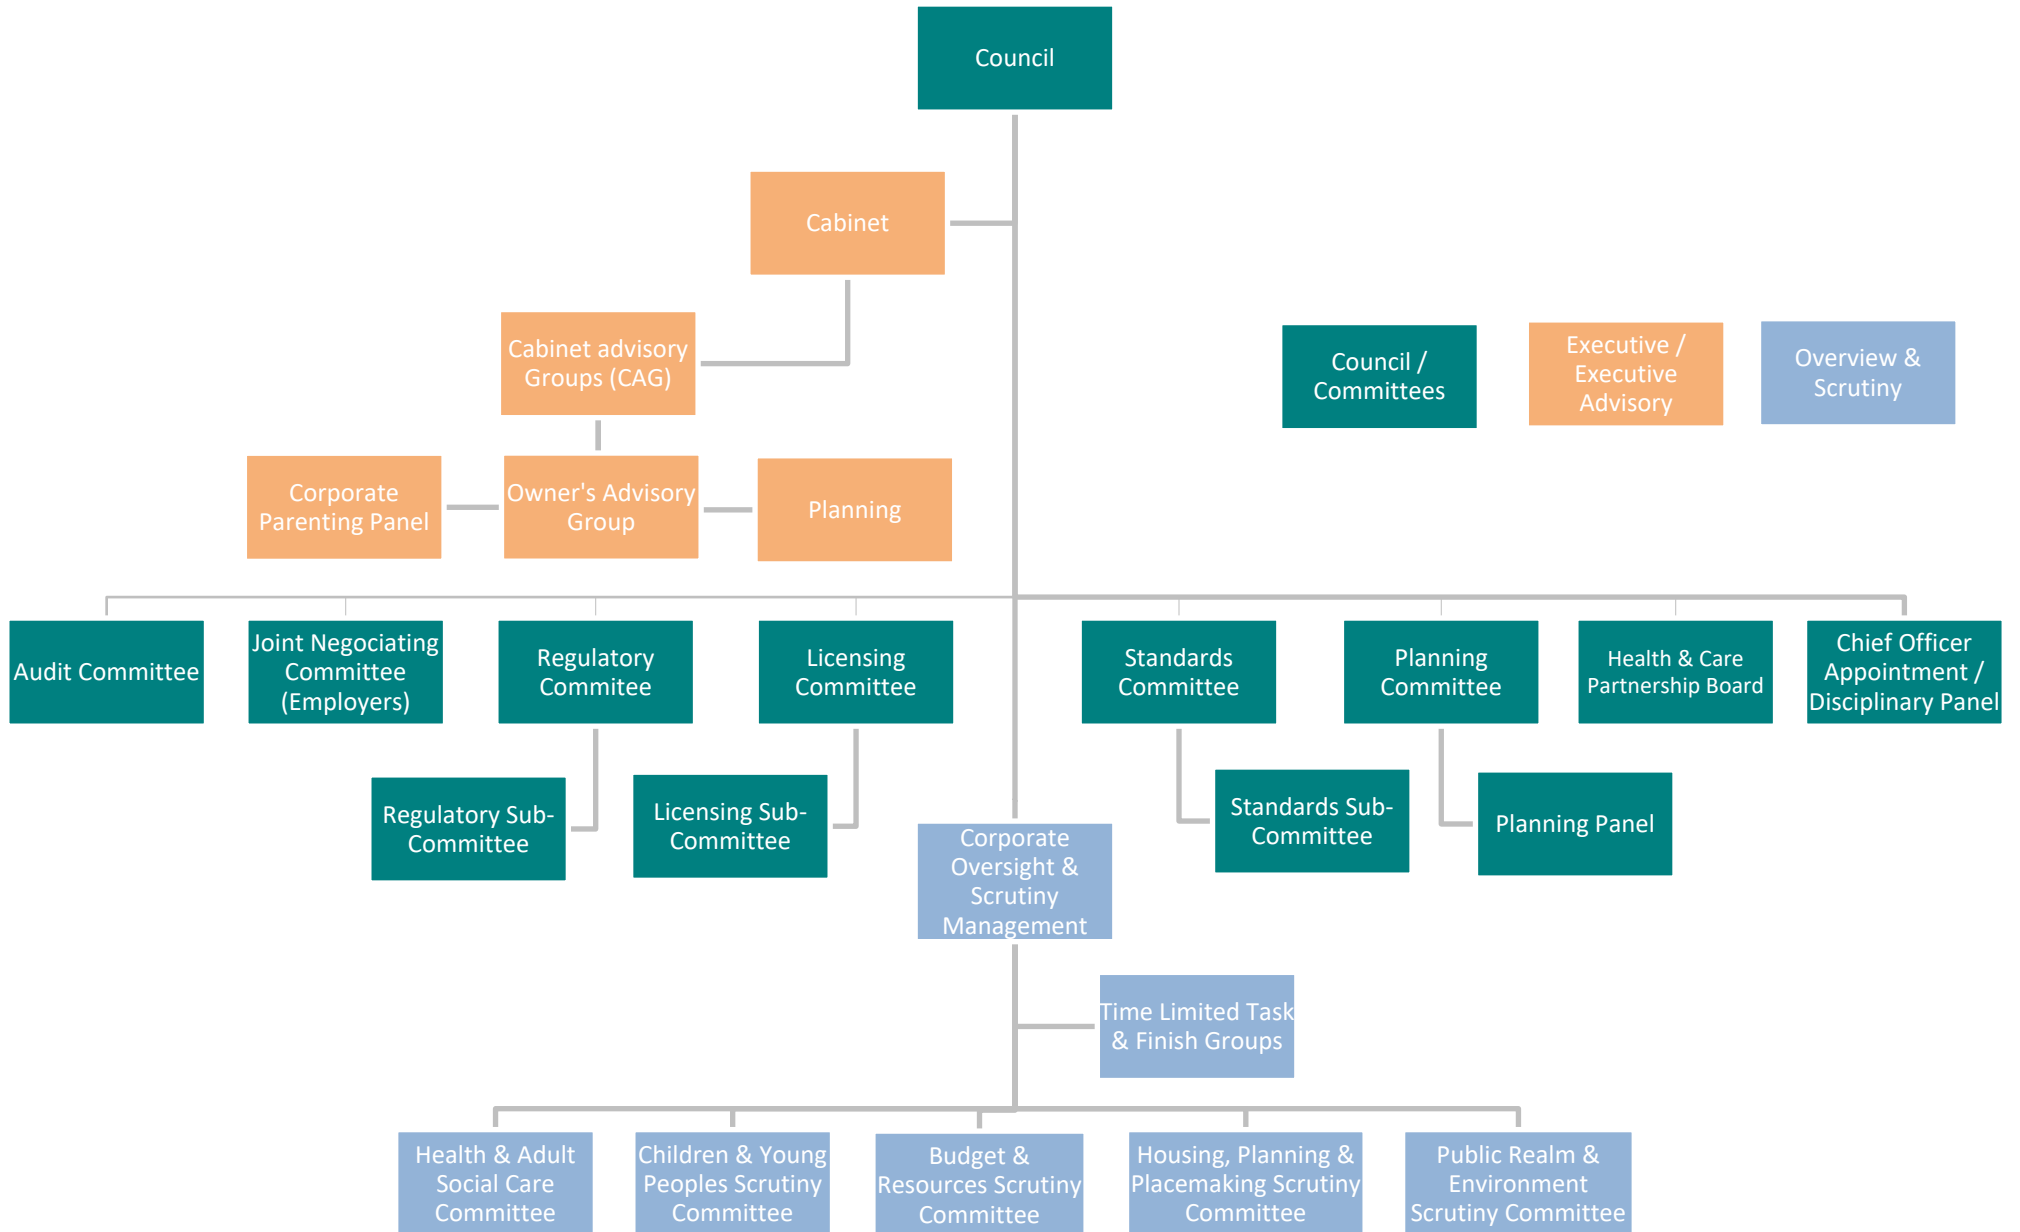 Council
Cabinet
Cabinet advisory
Groups (CAG)
Council /
Committees
Executive /
Executive
Advisory
Overview &
Scrutiny
Corporate
Parenting Panel
Owner's Advisory
Group
Planning
Audit Committee
Joint Negociating
Committee
(Employers)
Regulatory
Commitee
Licensing
Committee
Standards
Committee
Planning
Committee
Health & Care
Partnership Board
Chief Officer
Appointment /
Disciplinary Panel
Regulatory Sub-
Committee
Licensing Sub-
Committee
Corporate
Oversight &
Scrutiny
Management
Standards Sub-
Committee
Planning Panel
Time Limited Task
& Finish Groups
Health & Adult
Social Care
Committee
Children & Young
Peoples Scrutiny
Committee
Budget &
Resources Scrutiny
Committee
Housing, Planning &
Placemaking Scrutiny
Committee
Public Realm &
Environment
Scrutiny Committee